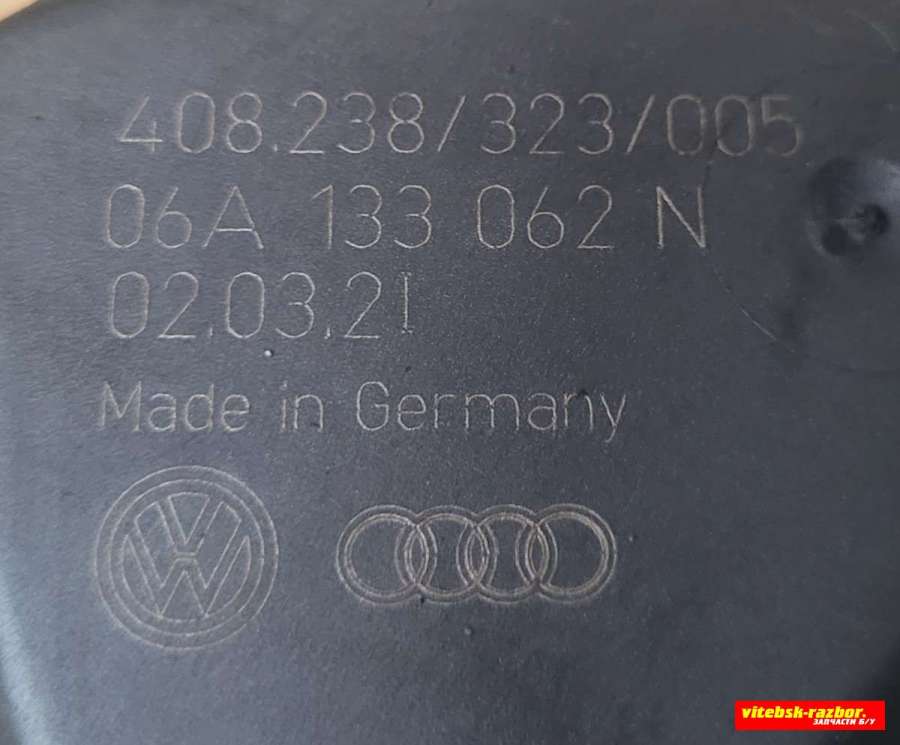 408.238/323/005
06A 133 062 N
02.03.21
Made in Germany
vitebsk-razbor.
ЗАПЧАСТИ Б/У